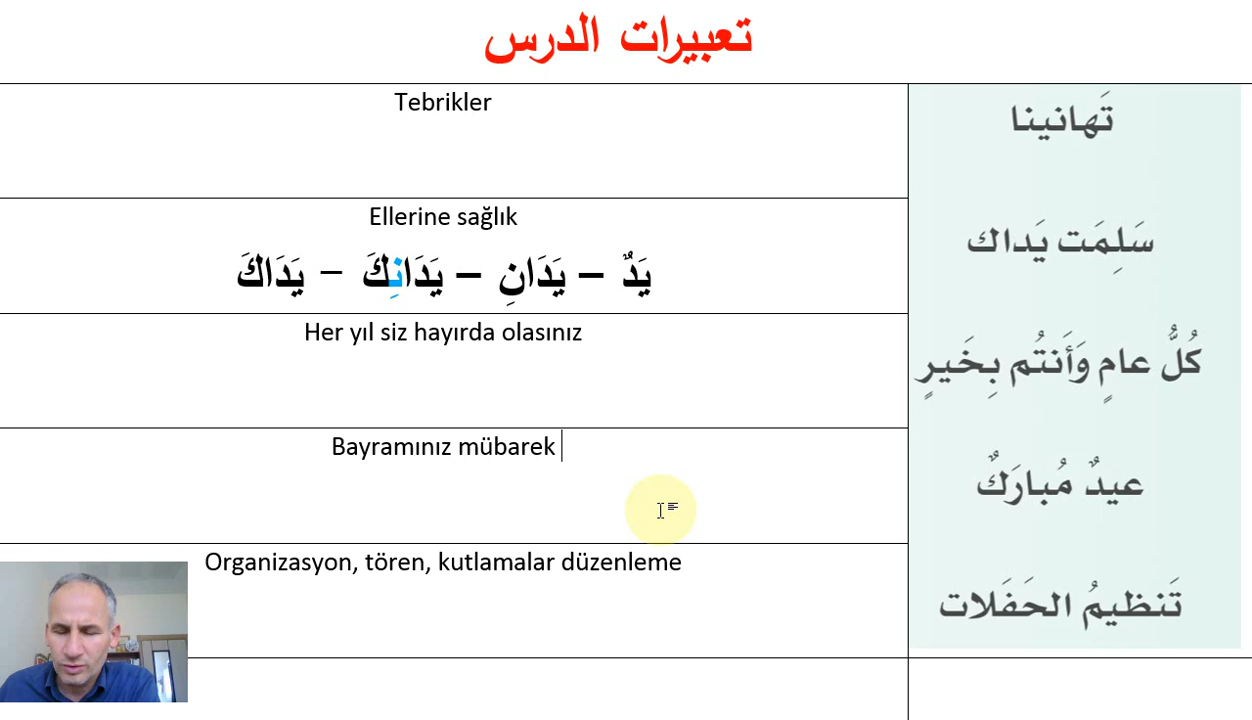 تعبيرات الدرس
Tebrikler
تَهانينا
Ellerine sağlık
سَلِمَت يَداك
يَدٌ – يَدَانِ – يَدَانِكَ – يَدَاكَ
Her yıl siz hayırda olasınız
كُلُّ عامٍ وَأَنتُم بِخَيرٍ
Bayramınız mübarek
عيدٌ مُبارَكٌ
Organizasyon, tören, kutlamalar düzenleme
تَنظيمُ الحَفَلات